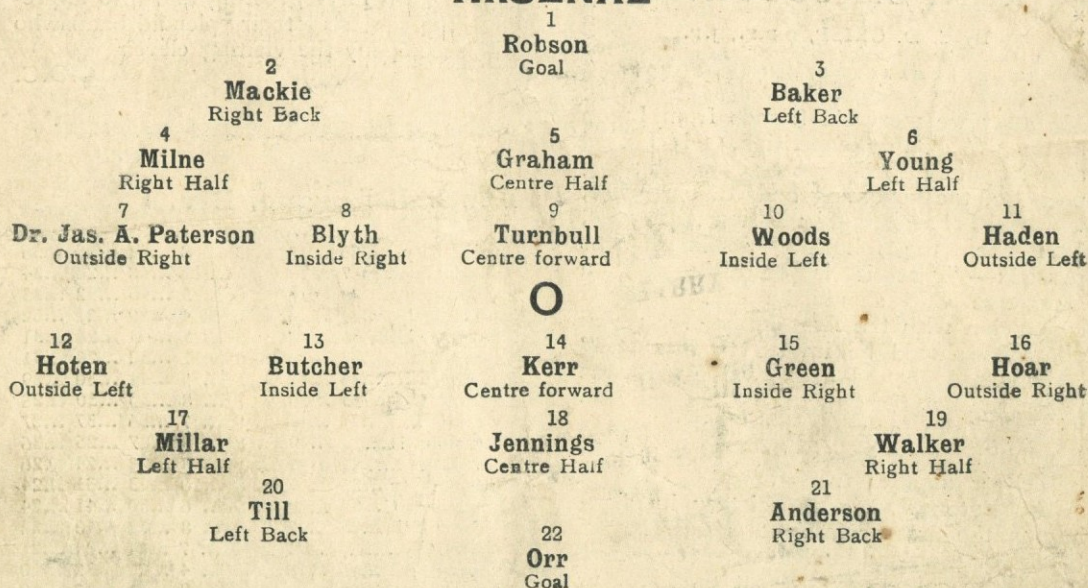 ARSENAL
1
Robson
Goal
2
Mackie
Right Back
3
Baker
Left Back
4
Milne
Right Half
5
Graham
Centre Half
6
Young
Left Half
7
Dr. Jas. A. Paterson
Outside Right
8
Blyth
Inside Right
9
Turnbull
Centre forward
10
Woods
Inside Left
11
Haden
Outside Left
O
12
Hoten
Outside Left
13
Butcher
Inside Left
14
Kerr
Centre forward
15
Green
Inside Right
16
Hoar
Outside Right
17
Millar
Left Half
18
Jennings
Centre Half
19
Walker
Right Half
20
Till
Left Back
21
Anderson
Right Back
22
Orr
Goal